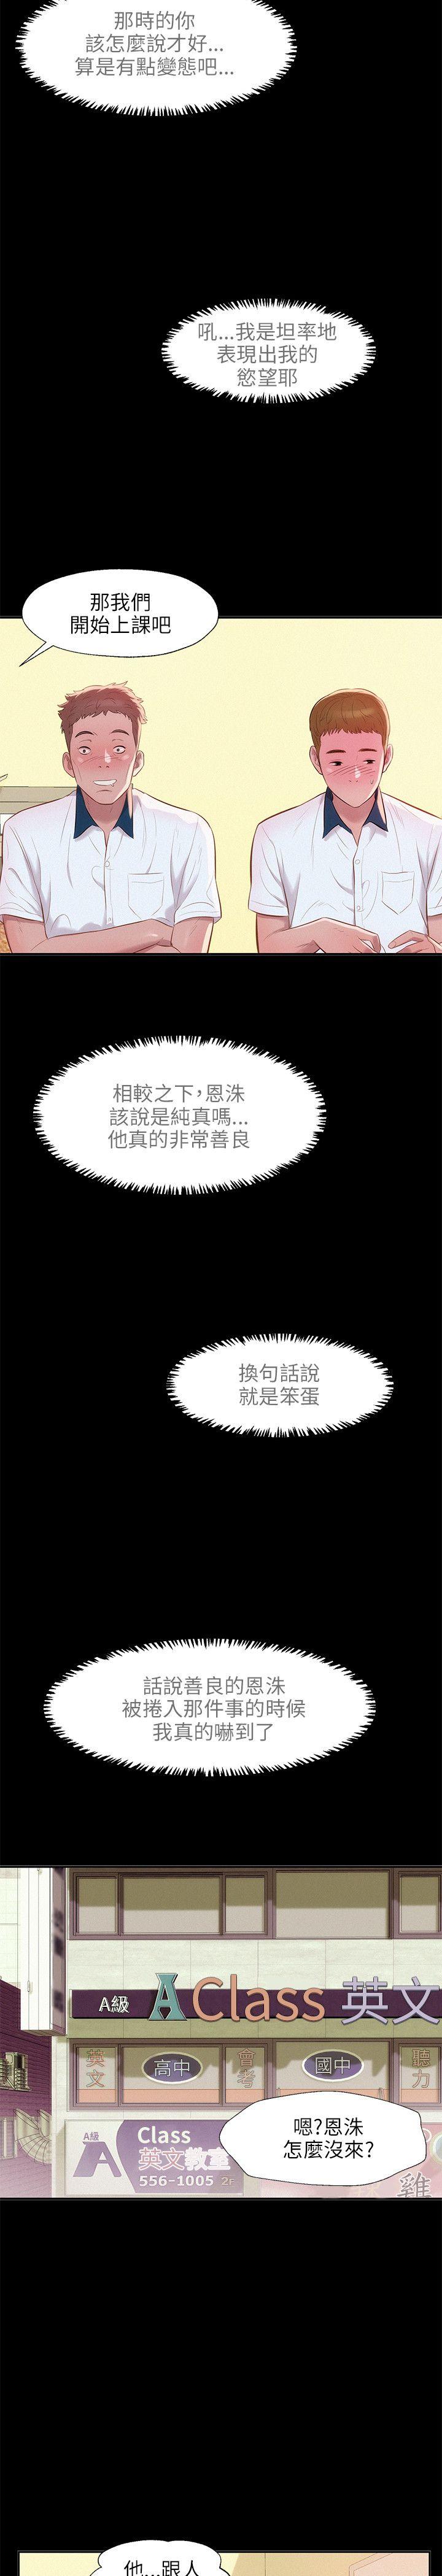 那時的你
該怎麼說才好...
算是有點變態吧...
吼...我是坦率地
表現出我的
慾望耶
那我們
開始上課吧
相較之下,恩洙
該說是純真嗎...
他真的非常善良
換句話說
就是笨蛋
話說善良的恩洙
被捲入那件事的時候
我真的嚇到了
A級 A Class 英文
英文 高中 會考 國中 聽力
A級
A Class
英文教室
556-1005 2F
嗯?恩洙
怎麼沒來?
雞
他...跟人